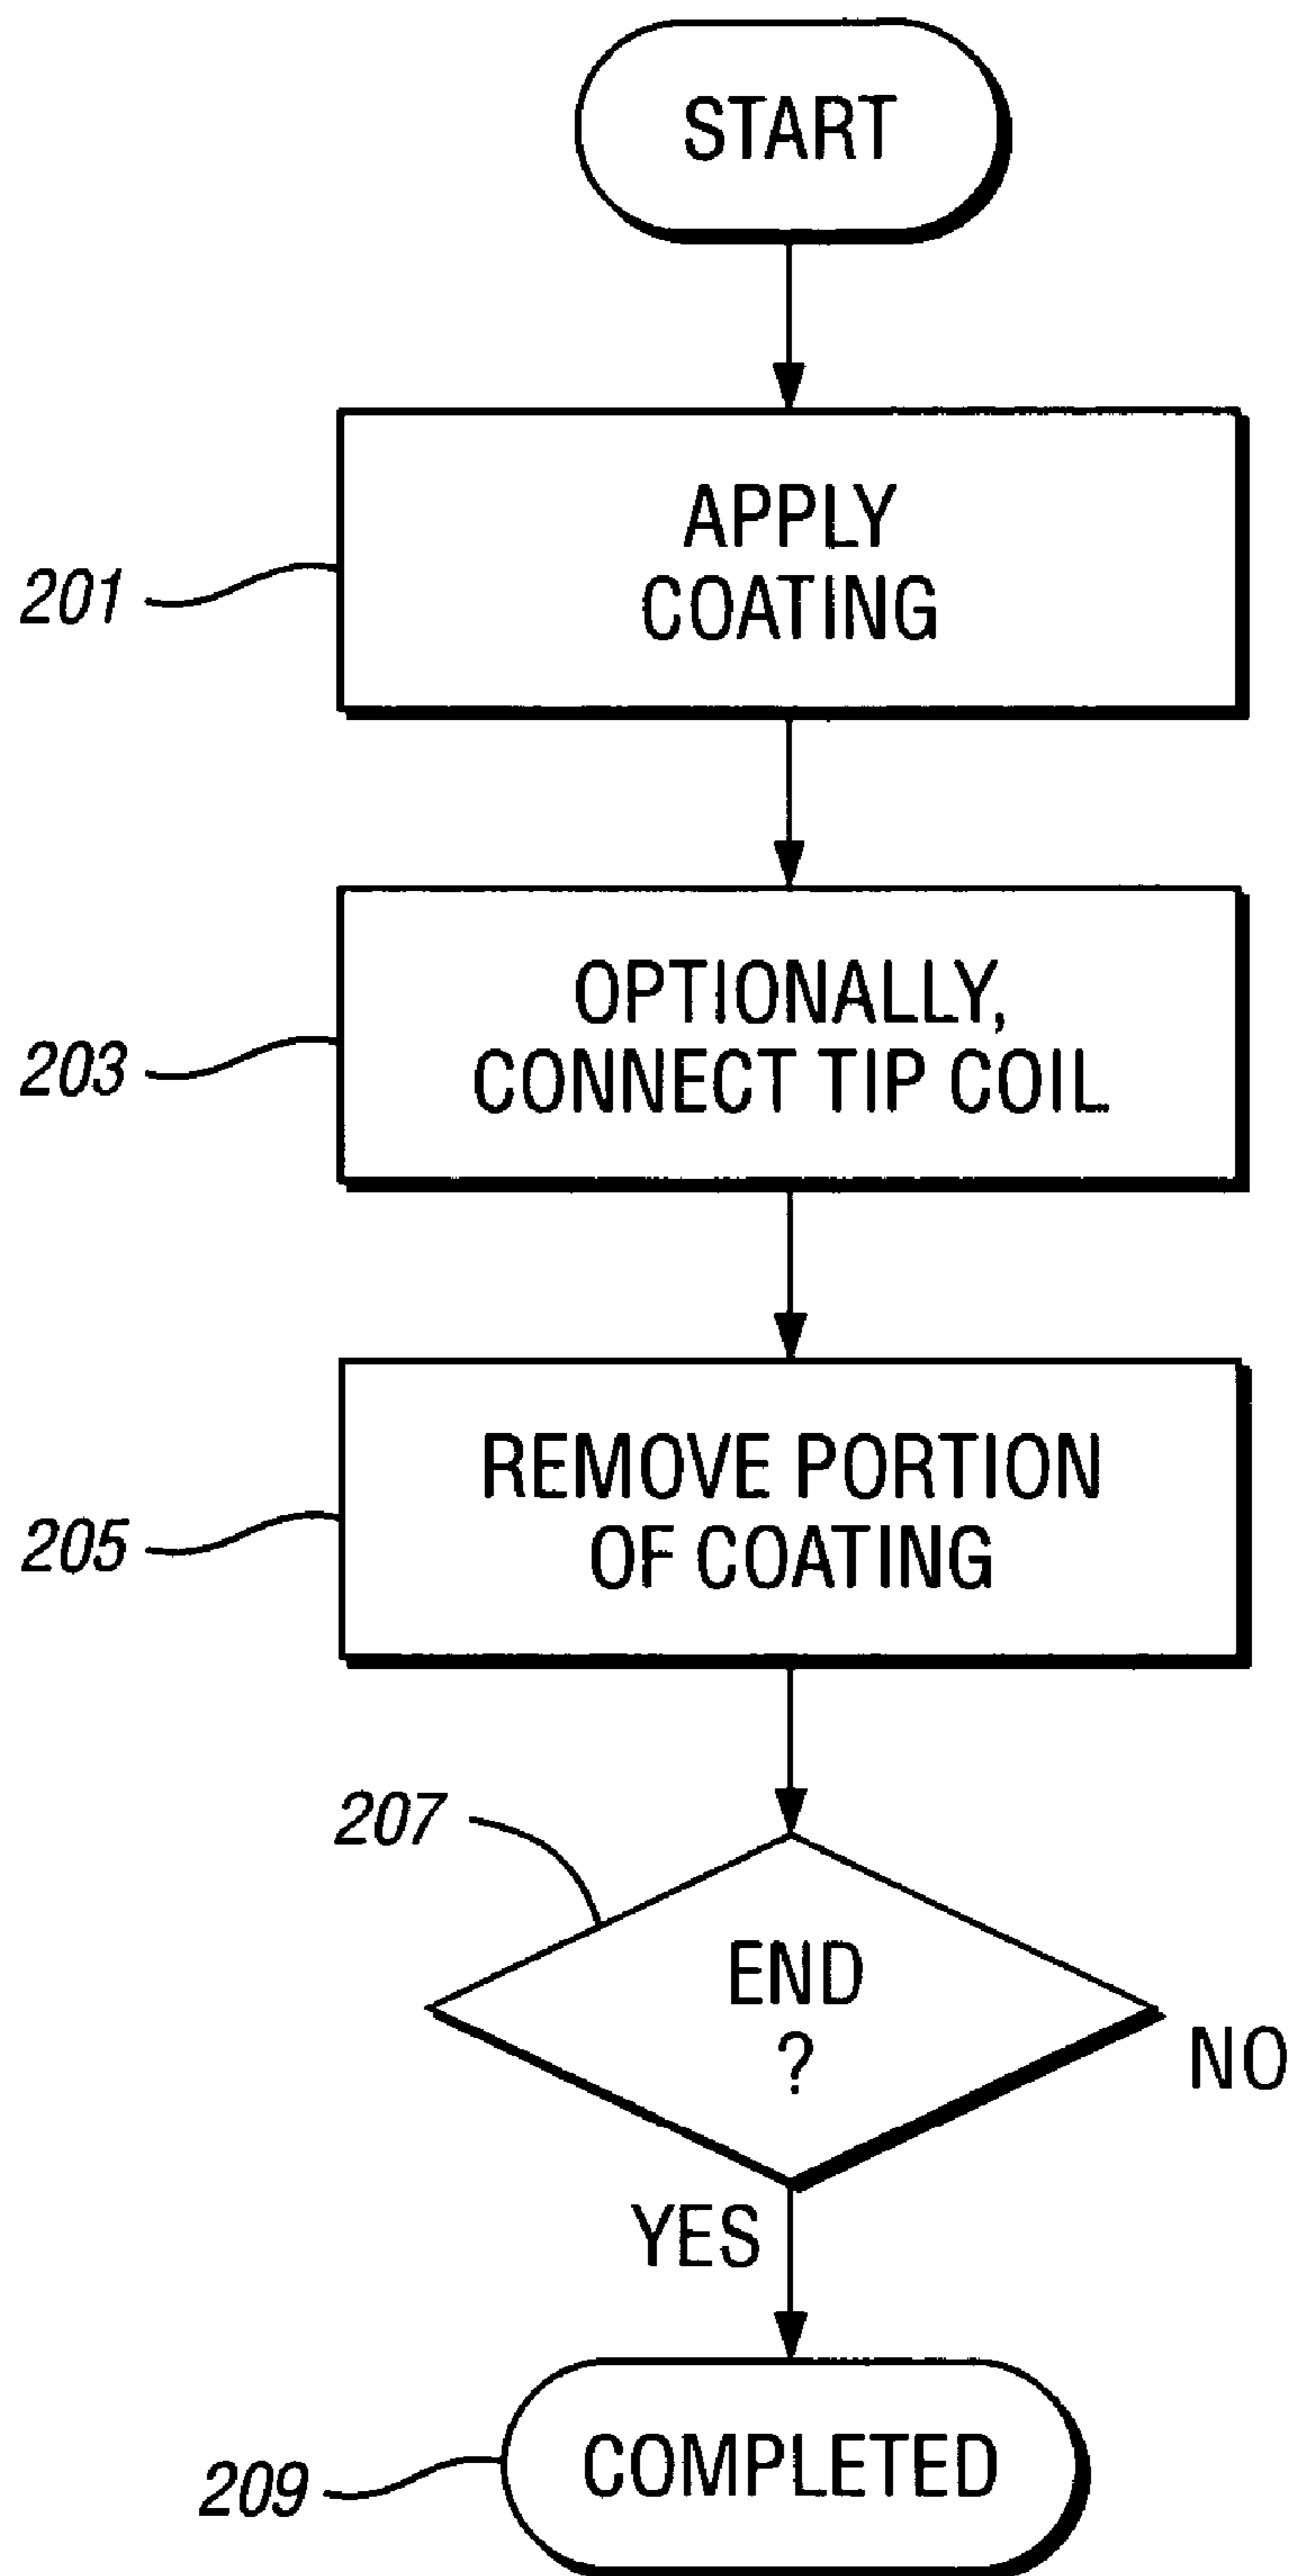 START
APPLY
COATING
201
OPTIONALLY,
CONNECT TIP COIL
203
REMOVE PORTION
OF COATING
205
207
END
?
NO
YES
COMPLETED
209